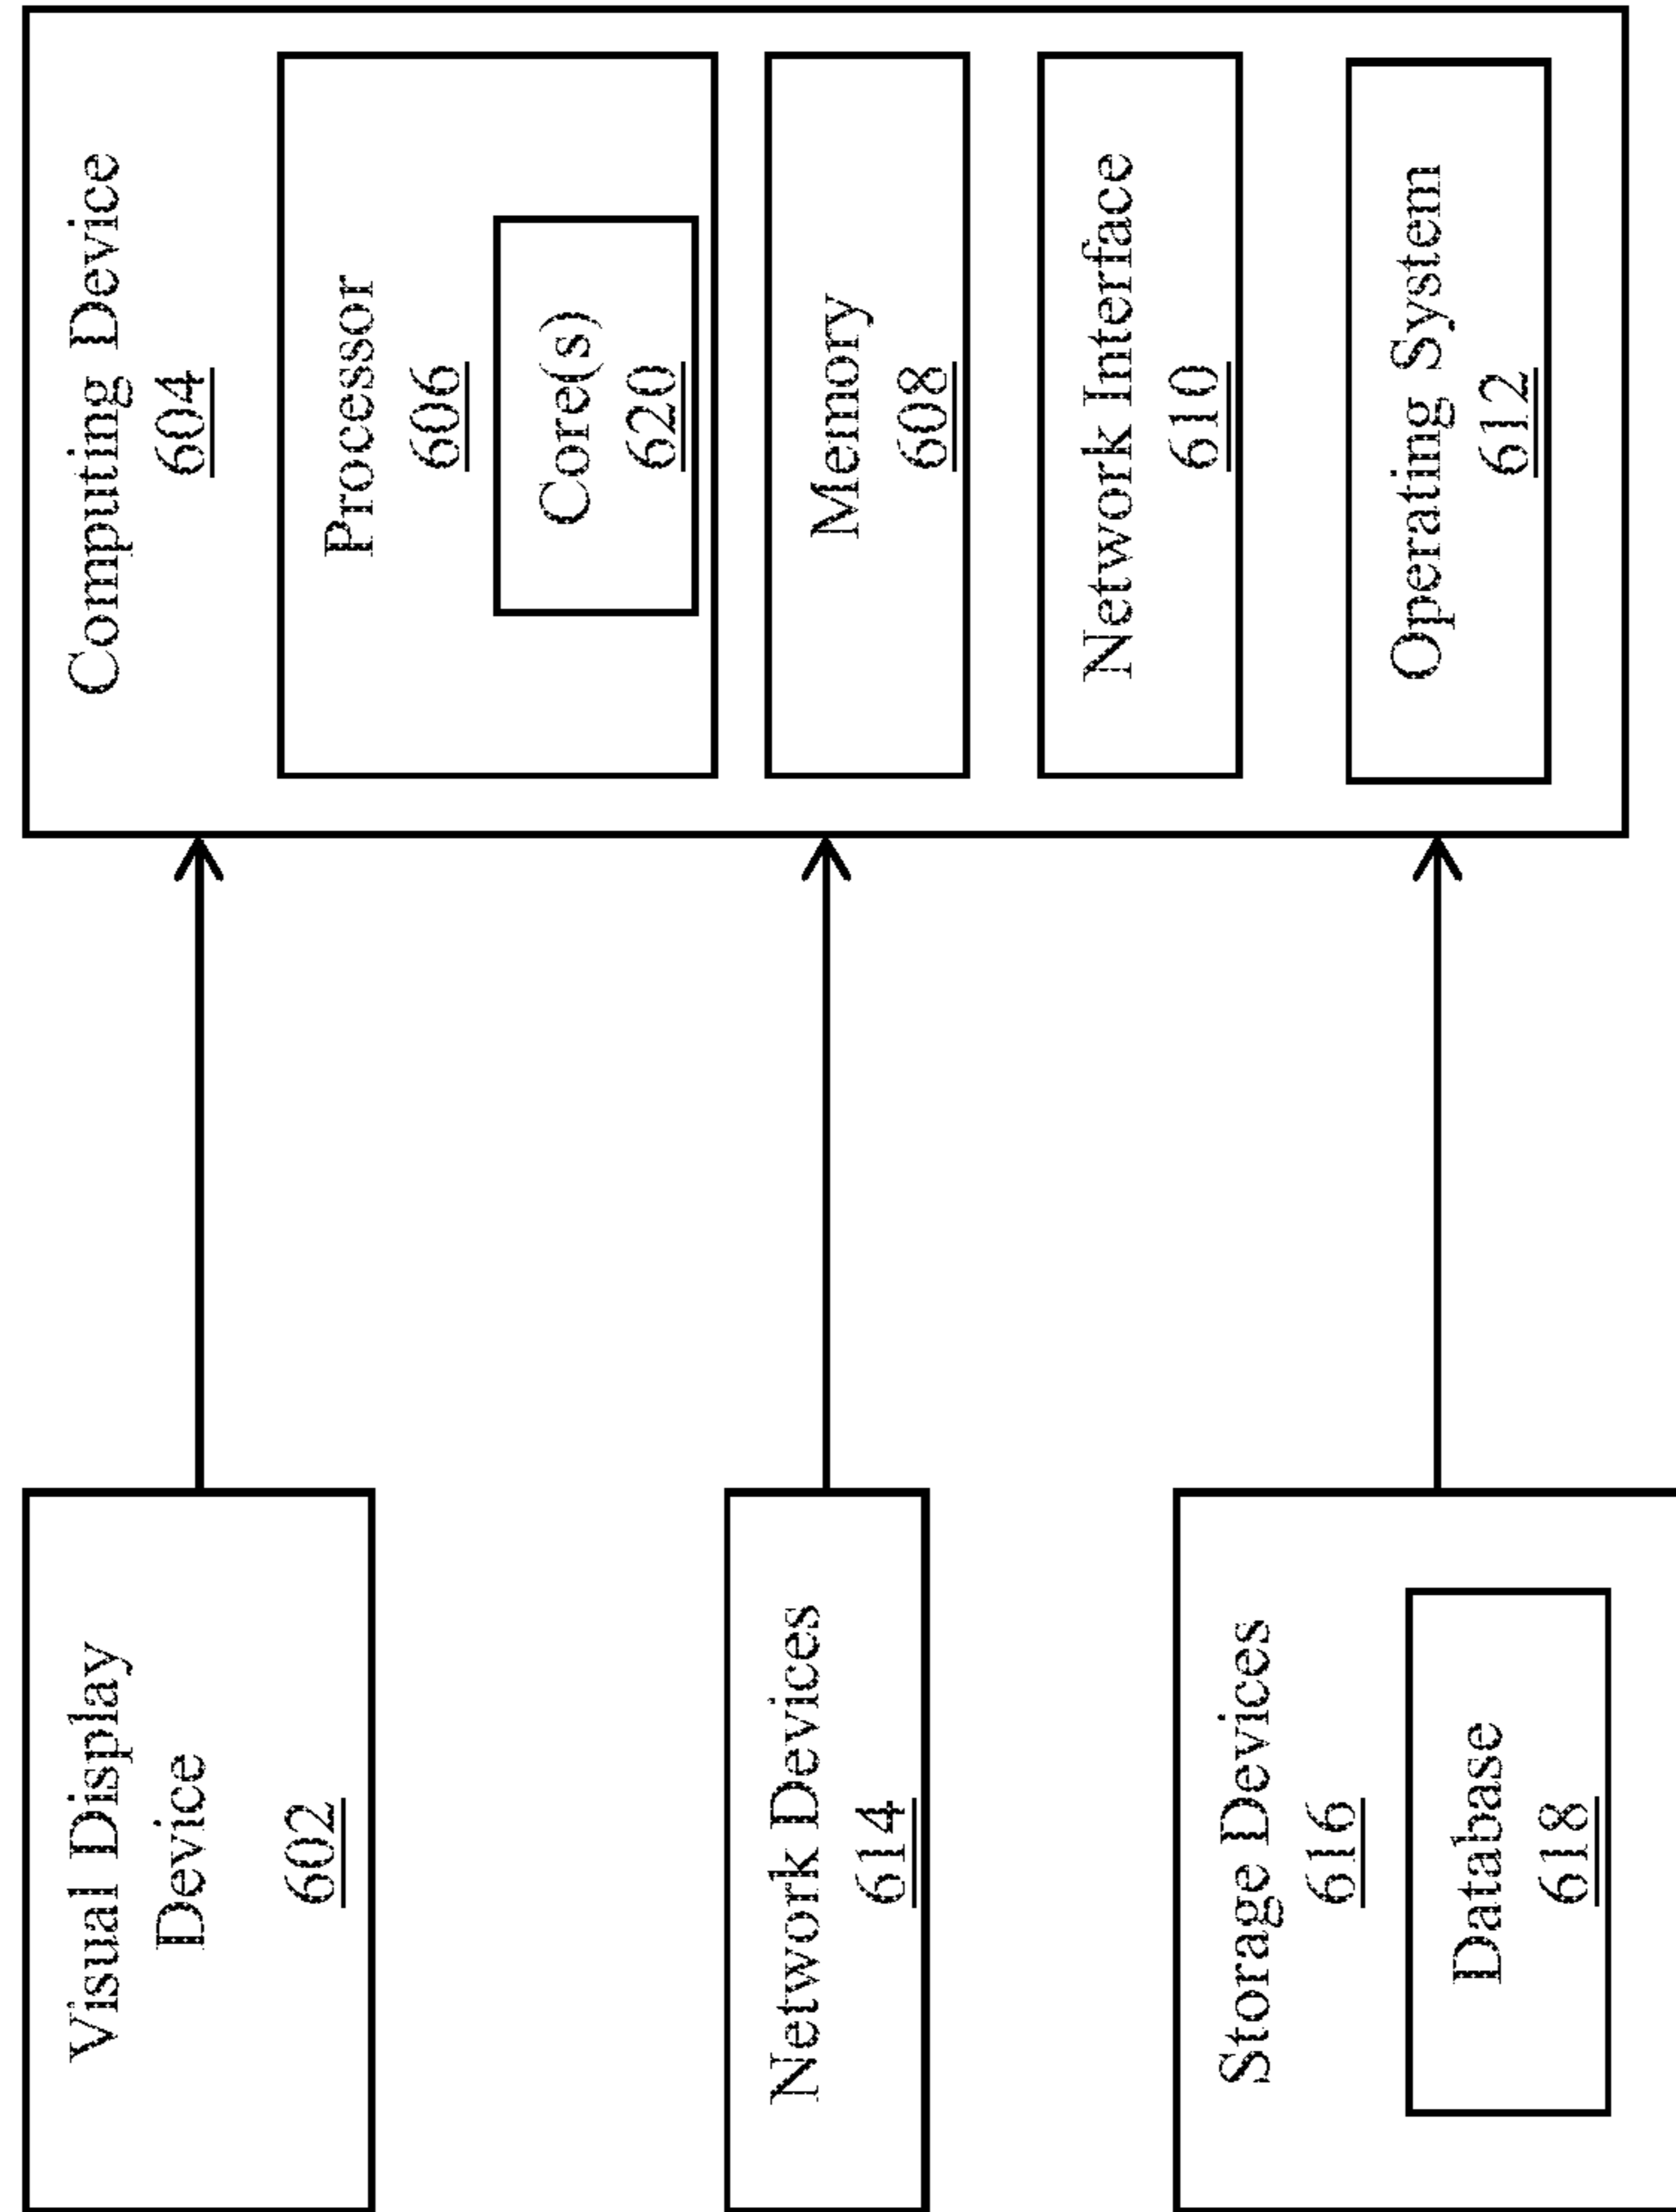 Visual Display
Device
602
Network Devices
614
Storage Devices
616
Database
618
Computing Device
604
Processor
606
Core(s)
620
Memory
608
Network Interface
610
Operating System
612